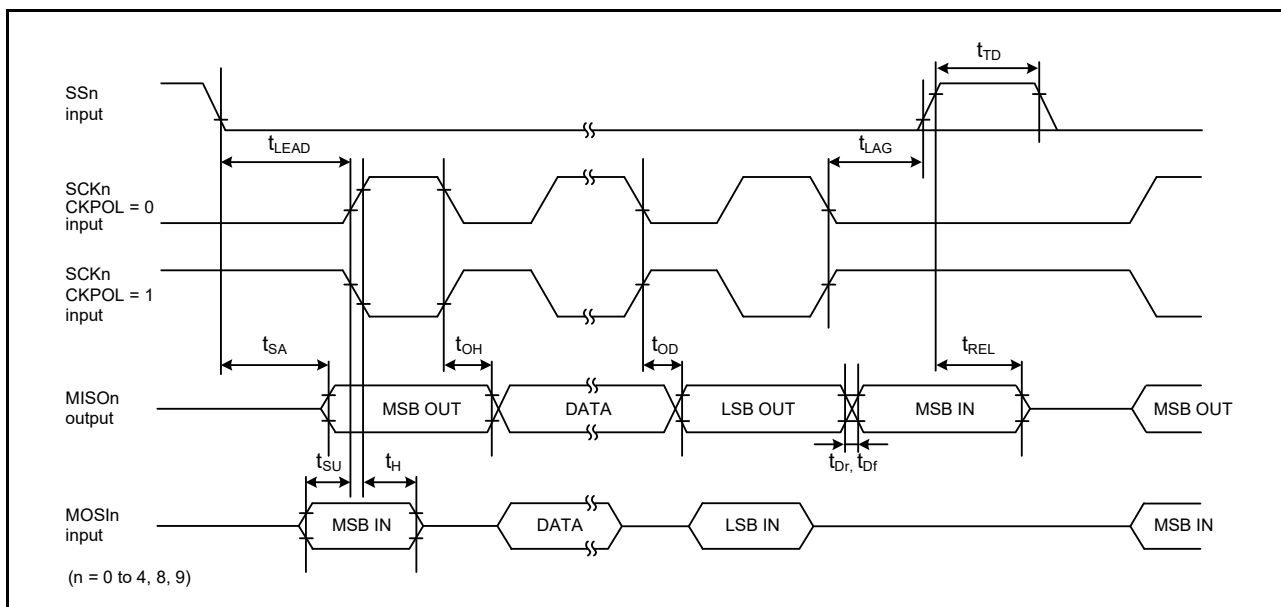 tTD
SSn
input
tLEAD
tLAG
SCKn
CKPOL = 0
input
SCKn
CKPOL = 1
input
tSA
tOH
tOD
tREL
MISOn
output
MSB OUT
DATA
LSB OUT
MSB IN
MSB OUT
tSU
tH
tDr, tDf
MOSIn
input
MSB IN
DATA
LSB IN
MSB IN
(n = 0 to 4, 8, 9)